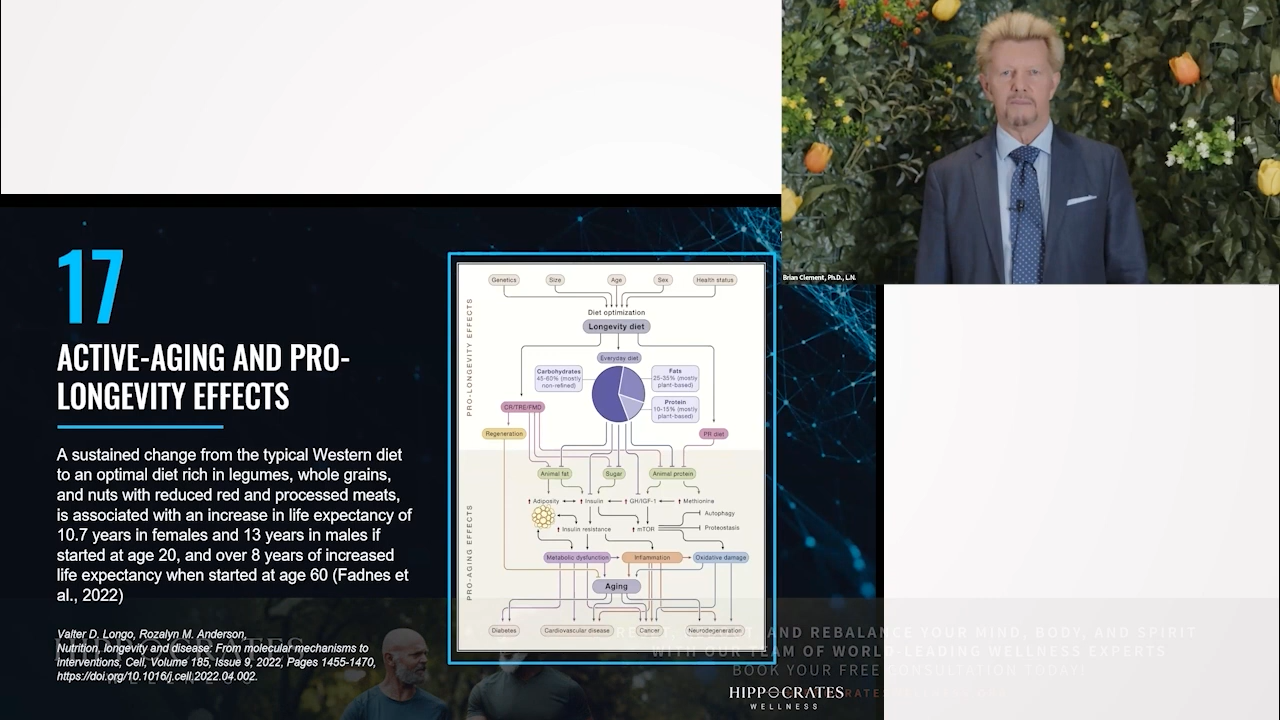 17
ACTIVE-AGING AND PRO-
LONGEVITY EFFECTS
A sustained change from the typical Western diet
to an optimal diet rich in legumes, whole grains,
and nuts with reduced red and processed meats,
is associated with an increase in life expectancy of
10.7 years in females and 13 years in males if
started at age 20, and over 8 years of increased
life expectancy when started at age 60 (Fadnes et
al., 2022)
Valter D. Longo, Rozalyn M. Anderson,
Nutrition, longevity and disease: From molecular mechanisms to
interventions, Cell, Volume 185, Issue 9, 2022, Pages 1455-1470,
https://doi.org/10.1016/j.cell.2022.04.002.
PRO-LONGEVITY EFFECTS
PRO-AGING EFFECTS
Genetics Size Age Sex Health status
Diet optimization
Longevity diet
Everyday diet
Carbohydrates
45-60% (mostly
non-refined)
Fats
25-35% (mostly
plant-based)
Protein
10-15% (mostly
plant-based)
CR/TRE/FMD
Regeneration
PR diet
Animal fat Sugar Animal protein
Adiposity Insulin GH/IGF-1 Methionine
Autophagy
Insulin resistance mTOR Proteostasis
Metabolic dysfunction Inflammation Oxidative damage
Aging
Diabetes Cardiovascular disease Cancer Neurodegeneration
AND REBALANCE YOUR MIND, BODY, AND SPIRIT
WITH OUR TEAM OF WORLD-LEADING WELLNESS EXPERTS
BOOK YOUR FREE CONSULTATION TODAY!
HIPPOCRATES
WELLNESS
Brian Clement, Ph.D., L.N.